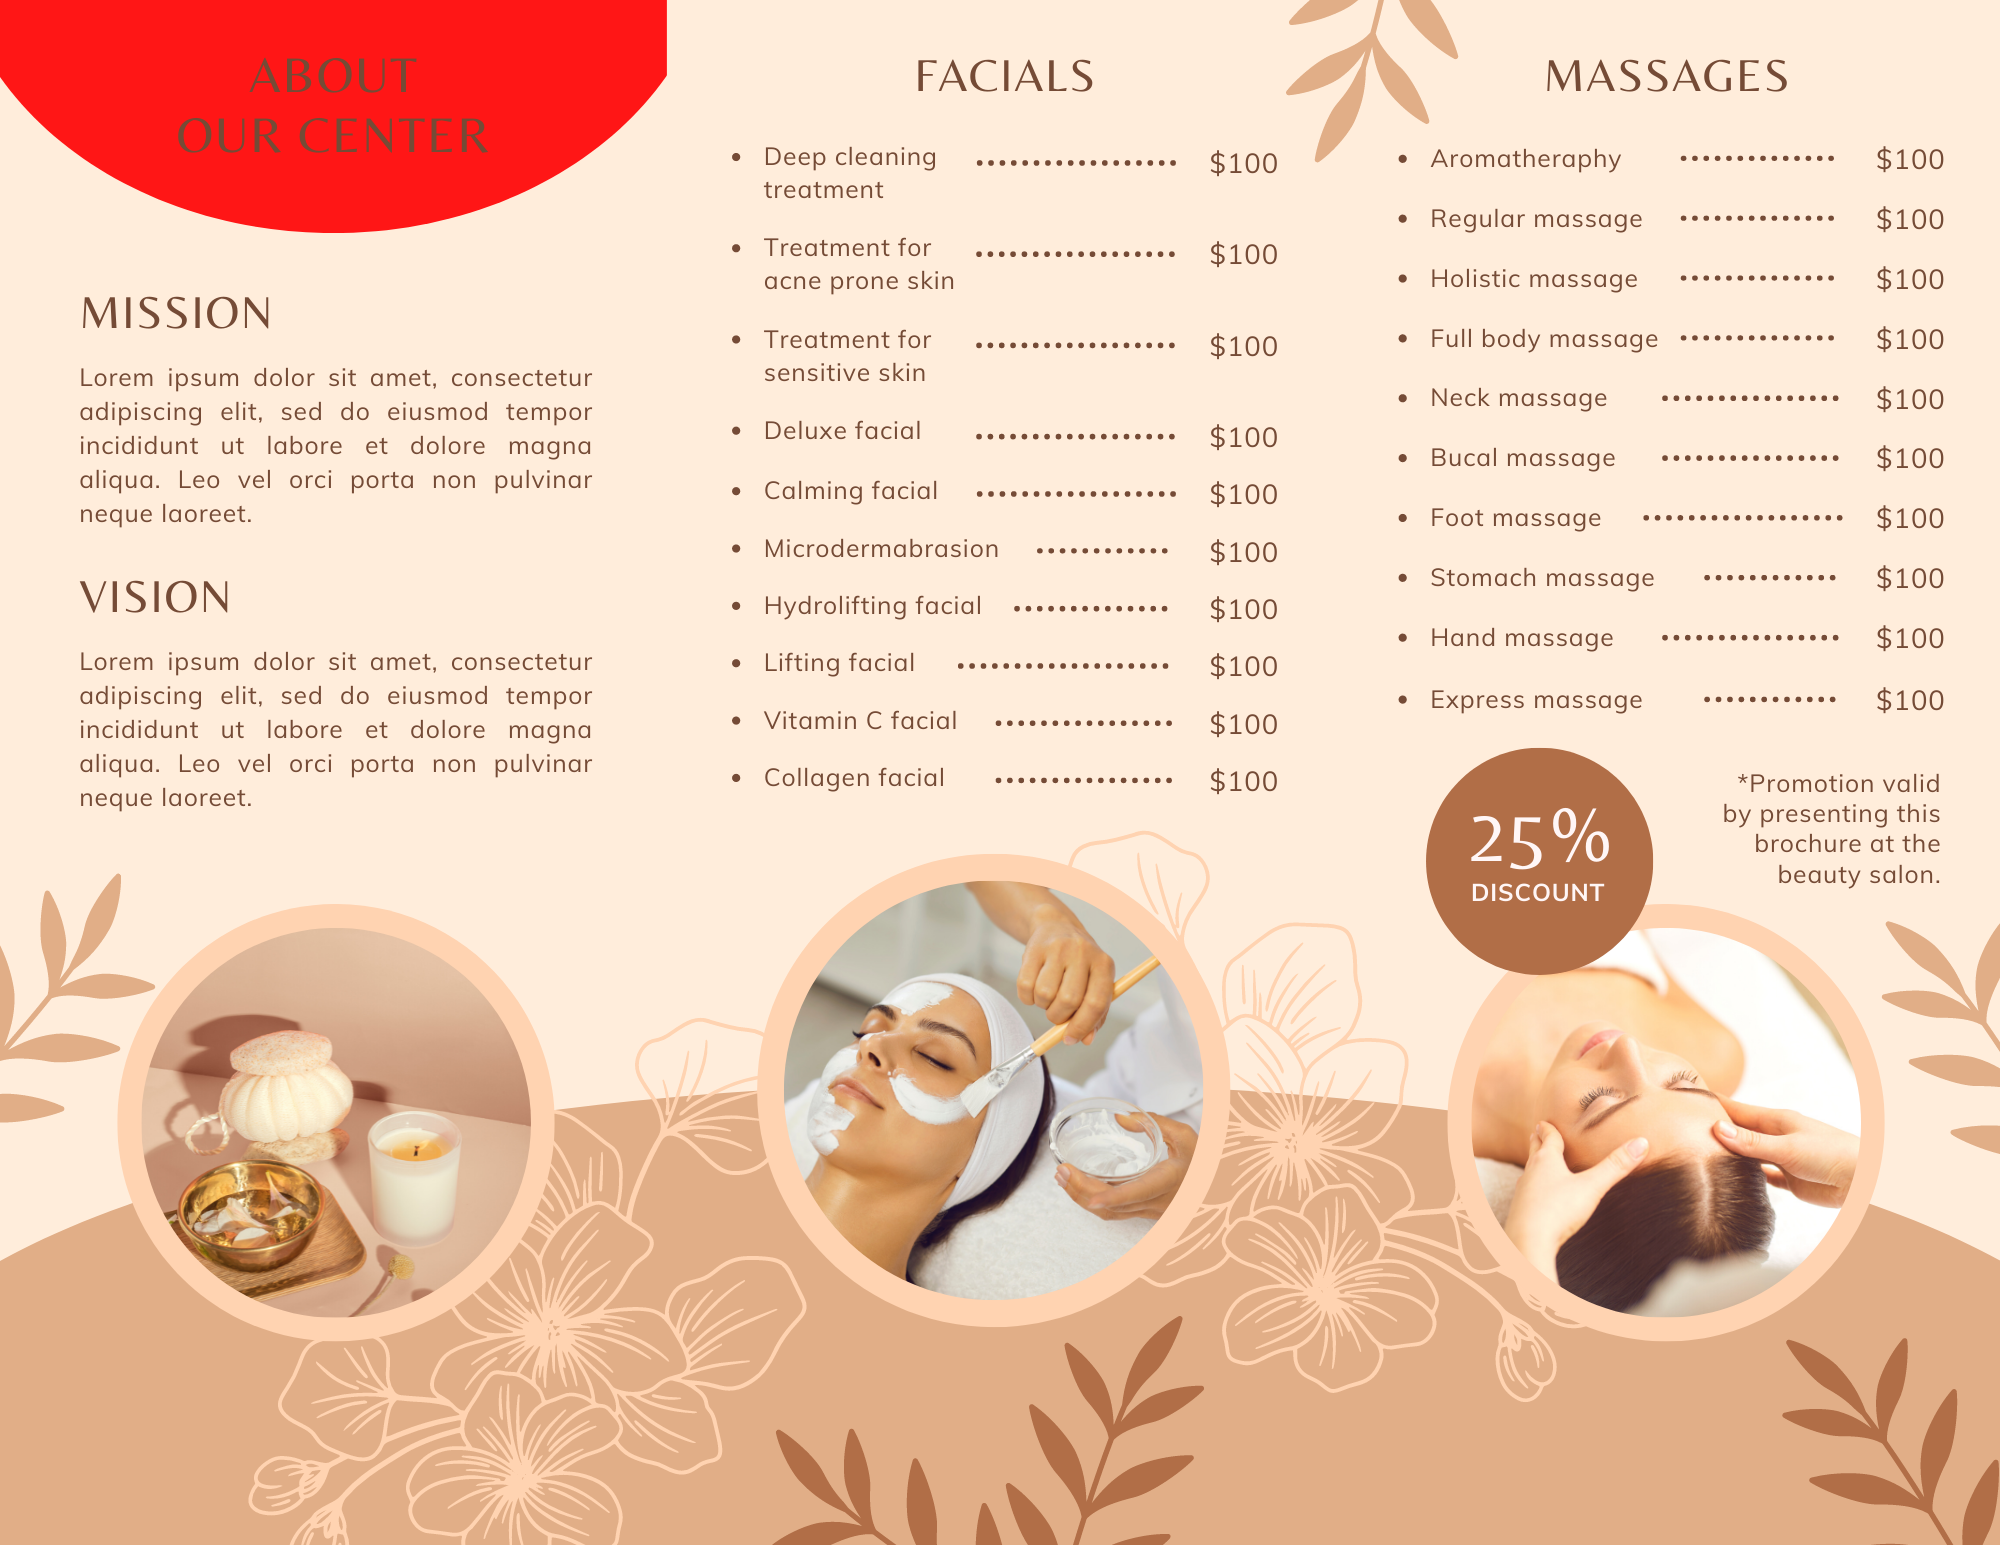 ABOUT
OUR CENTER
MISSION
Lorem ipsum dolor sit amet, consectetur
adipiscing elit, sed do eiusmod tempor
incididunt ut labore et dolore magna
aliqua. Leo vel orci porta non pulvinar
neque laoreet.
VISION
Lorem ipsum dolor sit amet, consectetur
adipiscing elit, sed do eiusmod tempor
incididunt ut labore et dolore magna
aliqua. Leo vel orci porta non pulvinar
neque laoreet.
FACIALS
• Deep cleaning .................. $100
treatment
• Treatment for .................. $100
acne prone skin
• Treatment for .................. $100
sensitive skin
• Deluxe facial .................. $100
• Calming facial .................. $100
• Microdermabrasion ............ $100
• Hydrolifting facial .............. $100
• Lifting facial ................... $100
• Vitamin C facial ................ $100
• Collagen facial ................ $100
MASSAGES
• Aromatheraphy .............. $100
• Regular massage .............. $100
• Holistic massage .............. $100
• Full body massage .............. $100
• Neck massage ................ $100
• Bucal massage ................ $100
• Foot massage .................. $100
• Stomach massage ............ $100
• Hand massage ................ $100
• Express massage ............ $100
25%
DISCOUNT
*Promotion valid
by presenting this
brochure at the
beauty salon.